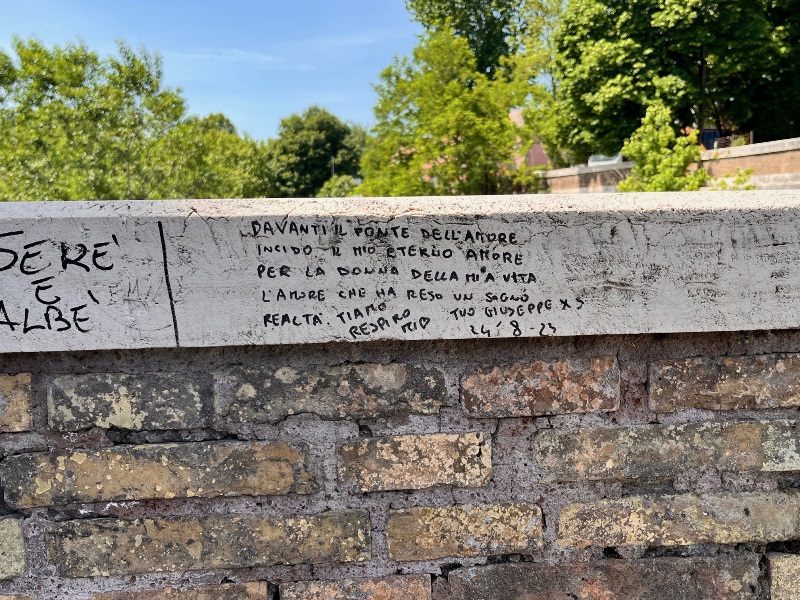 SERE'
E
ALBE'
DAVANTI IL PONTE DELL'AMORE
INCIDO IL MIO ETERNO AMORE
PER LA DONNA DELLA MIA VITA
L'AMORE CHE HA RESO UN SOGNO
REALTA'. TIAMO TUO GIUSEPPE X S
RESPIRO MIO 24-8-23